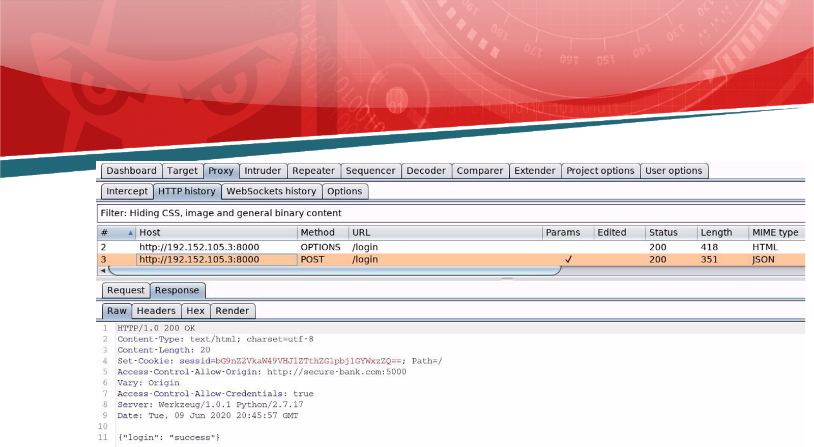 Dashboard Target Proxy Intruder Repeater Sequencer Decoder Comparer Extender Project options User options
Intercept HTTP history WebSockets history Options
Filter: Hiding CSS, image and general binary content
# Host Method URL Params Edited Status Length MIME type
2 http://192.152.105.3:8000 OPTIONS /login 200 418 HTML
3 http://192.152.105.3:8000 POST /login ✓ 200 351 JSON
Request Response
Raw Headers Hex Render
1 HTTP/1.0 200 OK
2 Content-Type: text/html; charset=utf-8
3 Content-Length: 20
4 Set-Cookie: sessid=bG9nZ2VkaW49VHJ1ZTthZG1pbj1GYWxzZQ==; Path=/
5 Access-Control-Allow-Origin: http://secure-bank.com:5000
6 Vary: Origin
7 Access-Control-Allow-Credentials: true
8 Server: Werkzeug/1.0.1 Python/2.7.17
9 Date: Tue, 09 Jun 2020 20:45:57 GMT
10
11 {"login": "success"}